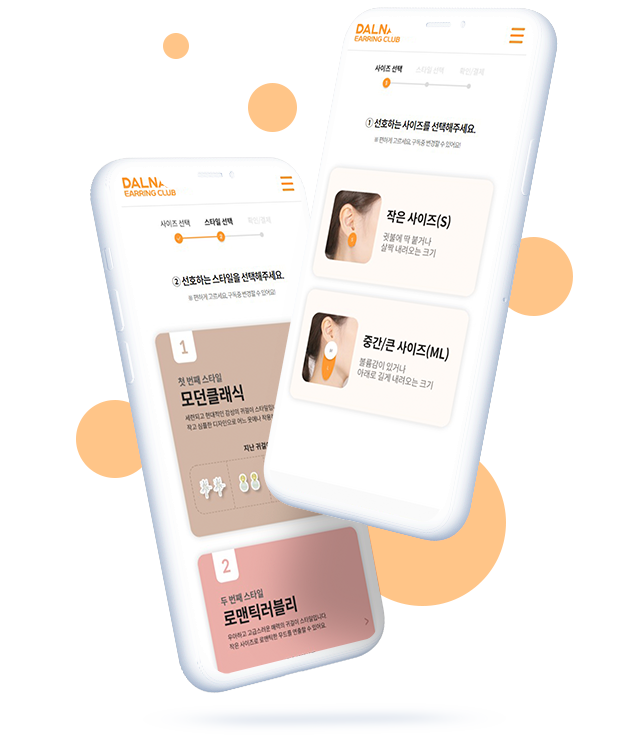 DALNA
EARRING CLUB
사이즈 선택
스타일 선택
확인/결제
① 선호하는 사이즈를 선택해주세요.
※ 편하게 고르세요, 구독중 변경할 수 있어요!
작은 사이즈(S)
귓불에 딱 붙거나
살짝 내려오는 크기
중간/큰 사이즈(ML)
볼륨감이 있거나
아래로 길게 내려오는 크기
DALNA
EARRING CLUB
사이즈 선택
스타일 선택
확인/결제
② 선호하는 스타일을 선택해주세요.
※ 편하게 고르세요, 구독중 변경할 수 있어요!
1
첫 번째 스타일
모던클래식
세련되고 현대적인 감성의 귀걸이 스타일입
작고 심플한 디자인으로 어느 옷에나 착용
지난 귀걸
2
두 번째 스타일
로맨틱러블리
우아하고 고급스러운 매력의 귀걸이 스타일입니다.
작은 사이즈로 로맨틱한 무드를 연출할 수 있어요.